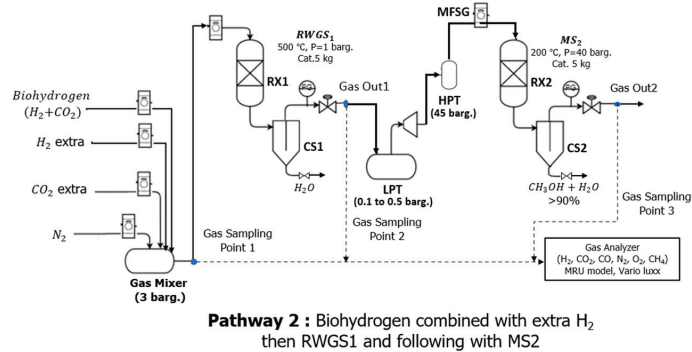 MFSG
HPT
(45 barg.)
RWGS₁
500 °C, P=1 barg.
Cat.5 kg
RX1
PG
Gas Out1
CS1
H₂O
LPT
(0.1 to 0.5 barg.)
MS₂
200 °C, P=40 barg.
Cat. 5 kg
RX2
PG
Gas Out2
CS2
CH₃OH + H₂O
>90%
Biohydrogen
(H₂+CO₂)
H₂ extra
CO₂ extra
N₂
Gas Mixer
(3 barg.)
Gas Sampling
Point 1
Gas Sampling
Point 2
Gas Sampling
Point 3
Gas Analyzer
(H₂, CO₂, CO, N₂, O₂, CH₄)
MRU model, Vario luxx
Pathway 2 : Biohydrogen combined with extra H₂
then RWGS1 and following with MS2